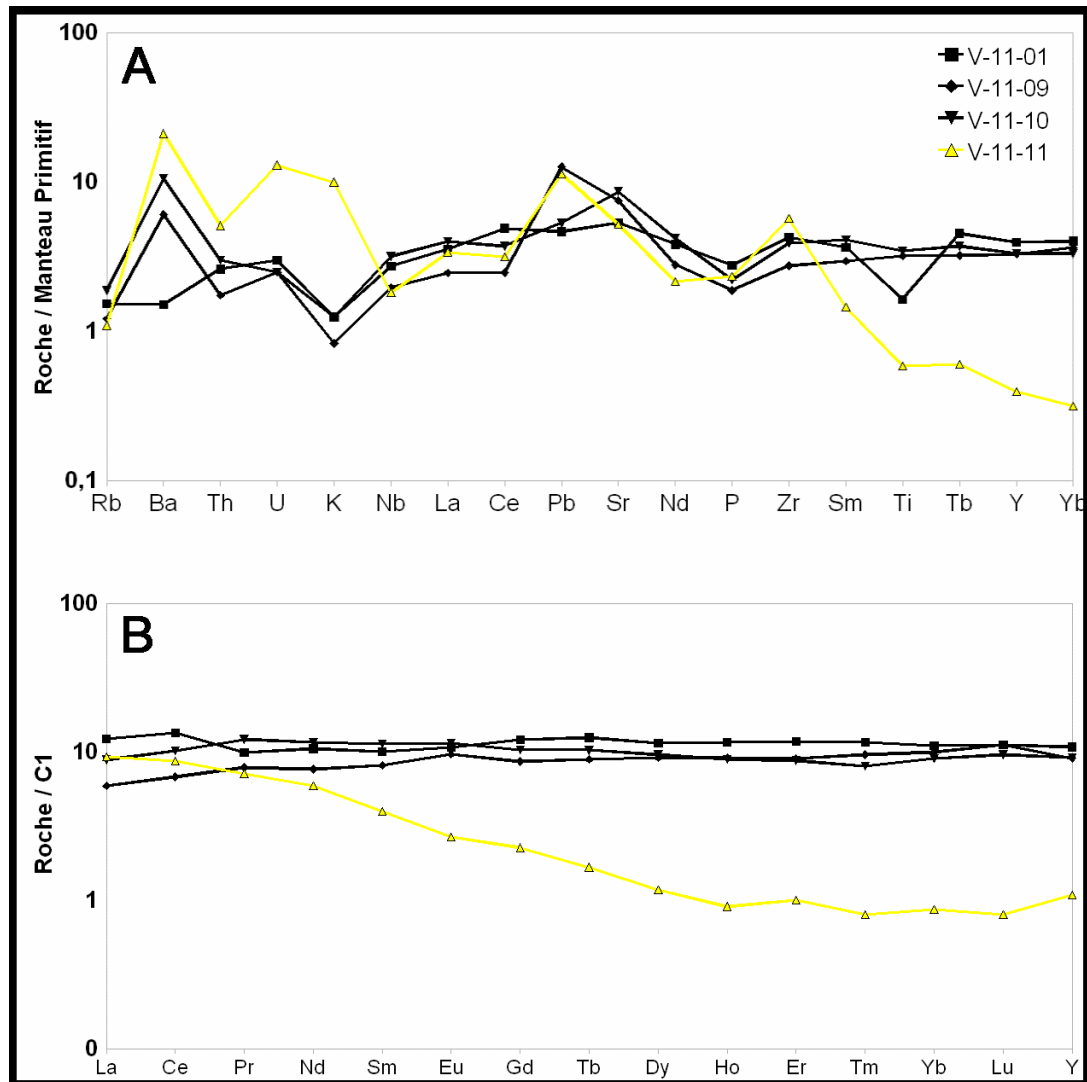 A
V-11-01
V-11-09
V-11-10
V-11-11
Roche / Manteau Primitif
100
10
1
0,1
Rb Ba Th U K Nb La Ce Pb Sr Nd P Zr Sm Ti Tb Y Yb
B
Roche / C1
100
10
1
0
La Ce Pr Nd Sm Eu Gd Tb Dy Ho Er Tm Yb Lu Y